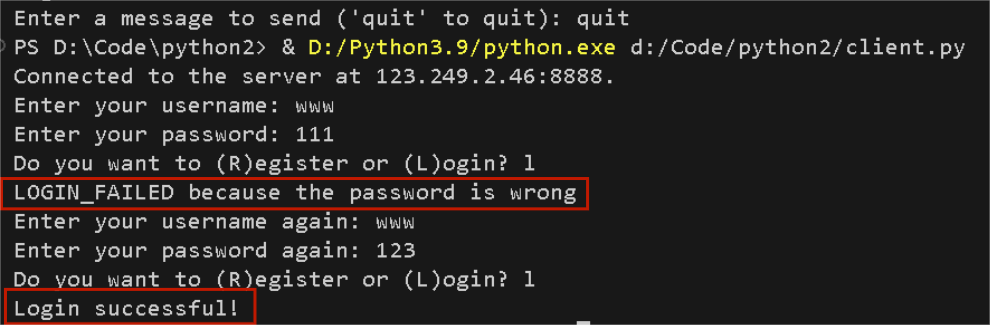 Enter a message to send ('quit' to quit): quit
PS D:\Code\python2> & D:/Python3.9/python.exe d:/Code/python2/client.py
Connected to the server at 123.249.2.46:8888.
Enter your username: www
Enter your password: 111
Do you want to (R)egister or (L)ogin? l
LOGIN_FAILED because the password is wrong
Enter your username again: www
Enter your password again: 123
Do you want to (R)egister or (L)ogin? l
Login successful!